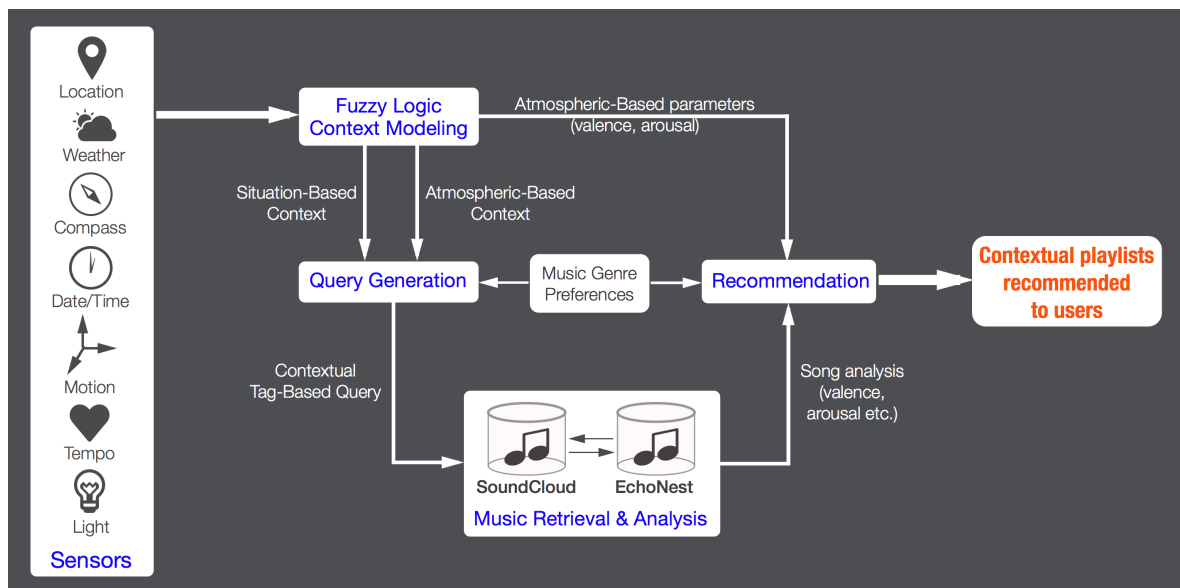 Location
Weather
Compass
Date/Time
Motion
Tempo
Light
Sensors
Fuzzy Logic
Context Modeling
Atmospheric-Based parameters
(valence, arousal)
Situation-Based
Context
Atmospheric-Based
Context
Query Generation
Music Genre
Preferences
Recommendation
Contextual playlists
recommended
to users
Contextual
Tag-Based Query
Song analysis
(valence,
arousal etc.)
SoundCloud
EchoNest
Music Retrieval & Analysis